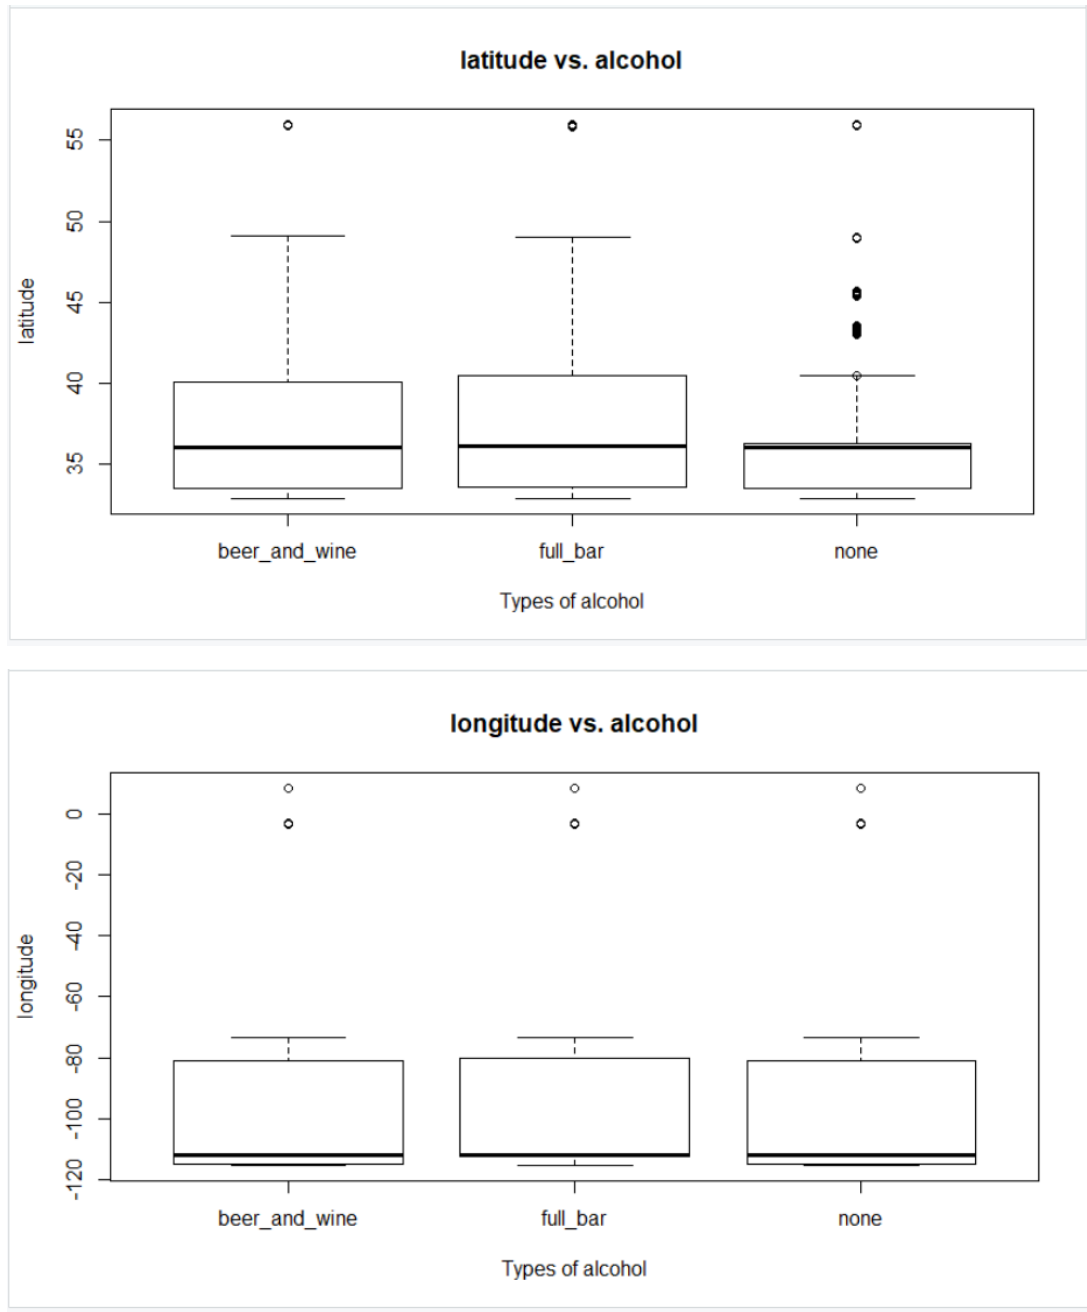 latitude vs. alcohol
55
50
45
40
35
latitude
beer_and_wine full_bar none
Types of alcohol
longitude vs. alcohol
0
-20
-40
-60
-80
-100
-120
longitude
beer_and_wine full_bar none
Types of alcohol